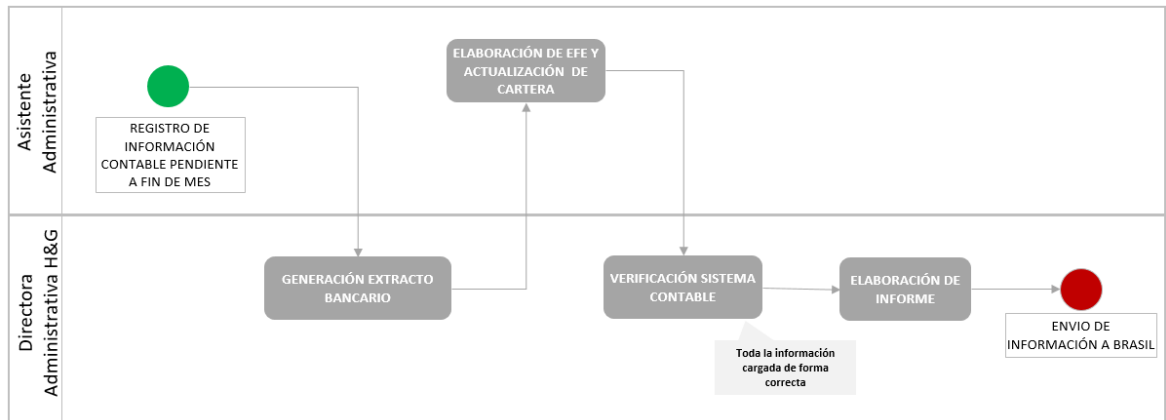 Asistente
Administrativa
REGISTRO DE
INFORMACIÓN
CONTABLE PENDIENTE
A FIN DE MES
ELABORACIÓN DE EFE Y
ACTUALIZACIÓN DE
CARTERA
Directora
Administrativa H&G
GENERACIÓN EXTRACTO
BANCARIO
VERIFICACIÓN SISTEMA
CONTABLE
Toda la información
cargada de forma
correcta
ELABORACIÓN DE
INFORME
ENVIO DE
INFORMACIÓN A BRASIL